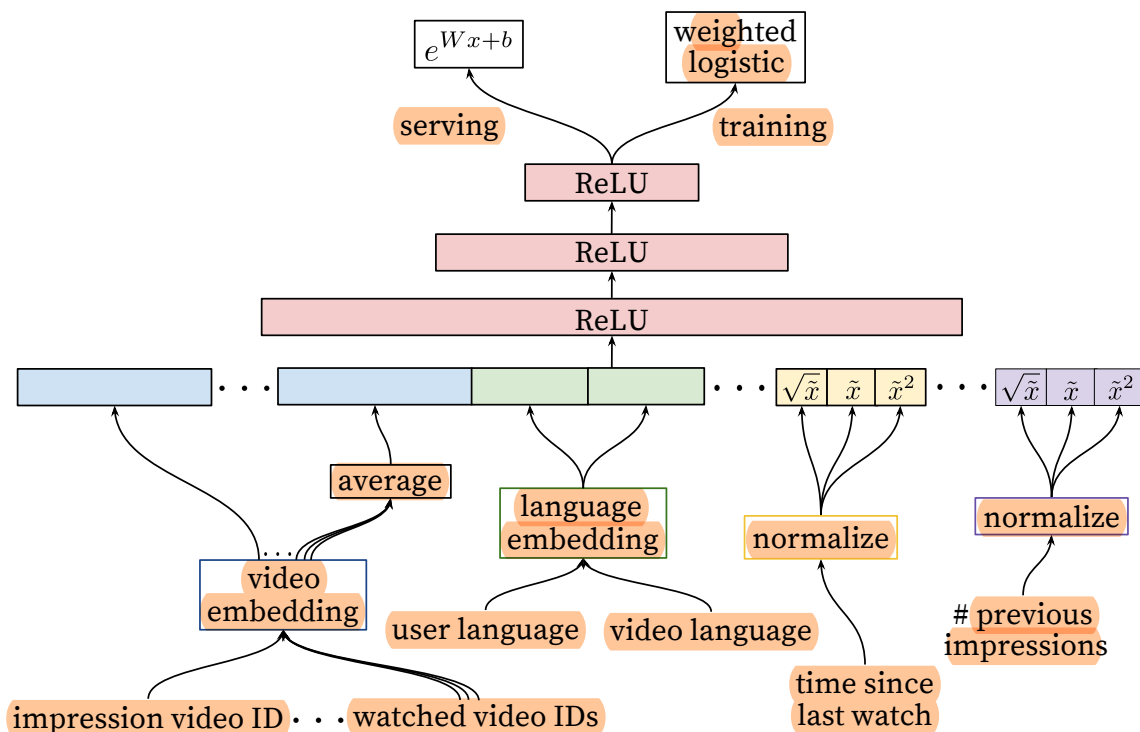 e^{Wx+b}
weighted
logistic
serving
training
ReLU
ReLU
ReLU
√x̃ x̃ x̃²
√x̃ x̃ x̃²
average
language
embedding
normalize
normalize
video
embedding
user language
video language
# previous
impressions
time since
last watch
impression video ID
watched video IDs